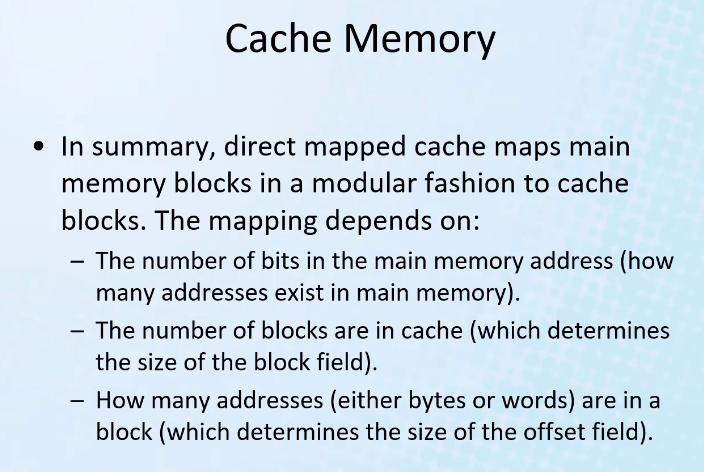 Cache Memory
• In summary, direct mapped cache maps main
memory blocks in a modular fashion to cache
blocks. The mapping depends on:
– The number of bits in the main memory address (how
many addresses exist in main memory).
– The number of blocks are in cache (which determines
the size of the block field).
– How many addresses (either bytes or words) are in a
block (which determines the size of the offset field).